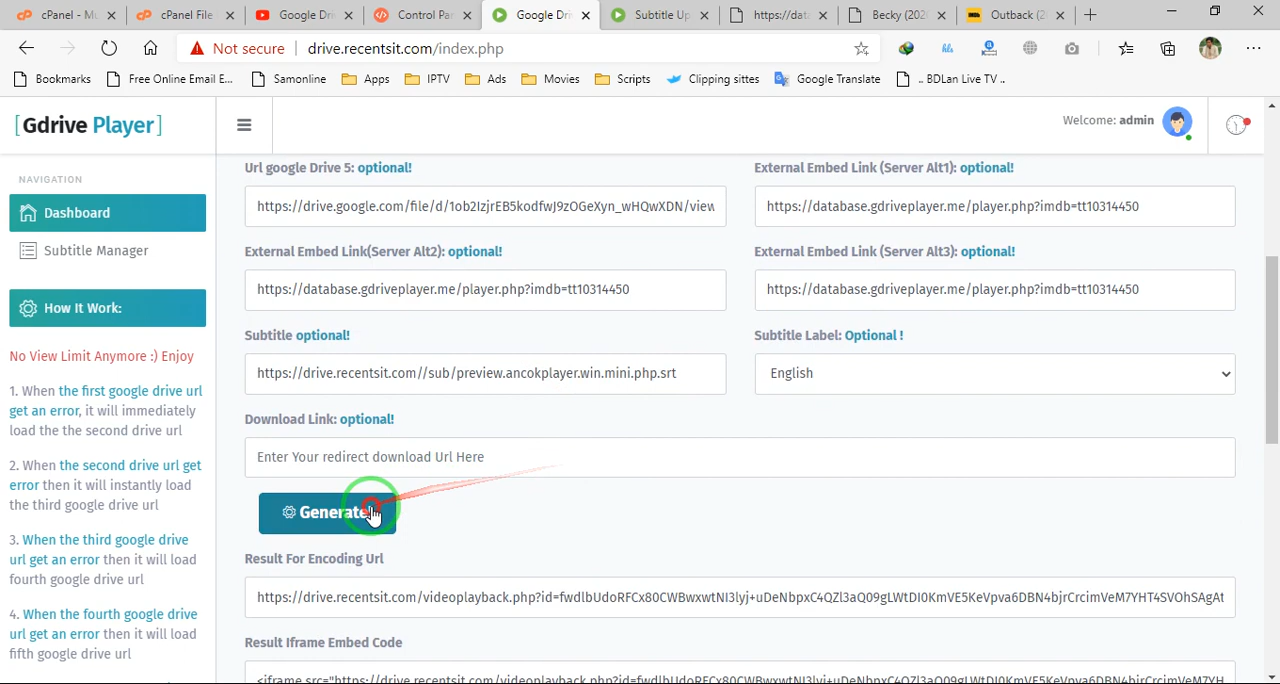 cPanel - M
cPanel File
Google Dri
Control Pa
Google Dri
Subtitle Up
https://dat
Becky (202
Outback (2
Not secure
drive.recentsit.com/index.php
Bookmarks
Free Online Email E...
Samonline
Apps
IPTV
Ads
Movies
Scripts
Clipping sittes
Google Translate
.. BDLan Live TV ..
[Gdrive Player]
Welcome: admin
NAVIGATION
Dashboard
Subtitle Manager
How It Work:
No View Limit Anymore :) Enjoy
1. When the first google drive url
get an error, it will immediately
load the the second drive url
2. When the second drive url get
error then it will instantly load
the third google drive url
3. When the third google drive
url get an error then it will load
fourth google drive url
4. When the fourth google drive
url get an error then it will load
fifth google drive url
Url google Drive 5: optional!
https://drive.google.com/file/d/1ob2IzjrEB5kodfwJ9zOGeXyn_wHQwXDN/view
External Embed Link (Server Alt1): optional!
https://database.gdriveplayer.me/player.php?imdb=tt10314450
External Embed Link(Server Alt2): optional!
https://database.gdriveplayer.me/player.php?imdb=tt10314450
External Embed Link (Server Alt3): optional!
https://database.gdriveplayer.me/player.php?imdb=tt10314450
Subtitle optional!
https://drive.recentsit.com//sub/preview.ancokplayer.win.mini.php.srt
Subtitle Label: Optional !
English
Download Link: optional!
Enter Your redirect download Url Here
Generate
Result For Encoding Url
https://drive.recentsit.com/videoplayback.php?id=fwdlbUdoRFCx80CWBwxwtNI3lyj+uDeNbpxC4QZl3aQ09gLWtDI0KmVE5KeVpva6DBN4bjrCrcimVeM7YHT4SVOhSAgAt
Result Iframe Embed Code